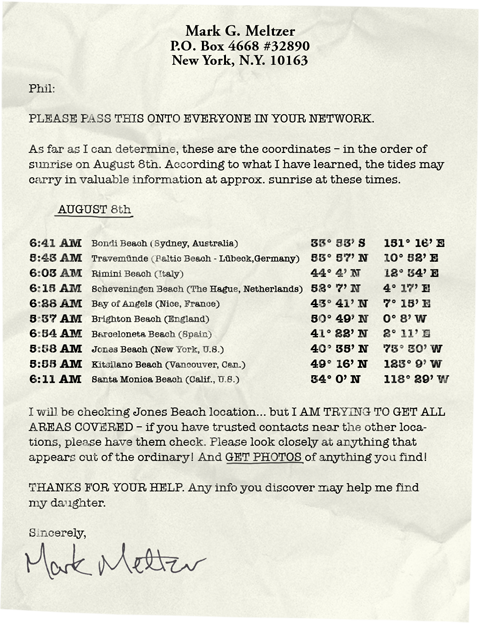 Mark G. Meltzer
P.O. Box 4668 #32890
New York, N.Y. 10163
Phil:
PLEASE PASS THIS ONTO EVERYONE IN YOUR NETWORK.
As far as I can determine, these are the coordinates – in the order of
sunrise on August 8th. According to what I have learned, the tides may
carry in valuable information at approx. sunrise at these times.
AUGUST 8th
6:41 AM Bondi Beach (Sydney, Australia) 33° 53' S 151° 16' E
5:43 AM Travemünde (Baltic Beach - Lübeck,Germany) 53° 57' N 10° 52' E
6:03 AM Rimini Beach (Italy) 44° 4' N 12° 34' E
6:15 AM Scheveningen Beach (The Hague, Netherlands) 52° 7' N 4° 17' E
6:28 AM Bay of Angels (Nice, France) 43° 41' N 7° 15' E
5:37 AM Brighton Beach (England) 50° 49' N 0° 8' W
6:54 AM Barceloneta Beach (Spain) 41° 22' N 2° 11' E
5:58 AM Jones Beach (New York, U.S.) 40° 35' N 73° 30' W
5:55 AM Kitsilano Beach (Vancouver, Can.) 49° 16' N 123° 9' W
6:11 AM Santa Monica Beach (Calif., U.S.) 34° 0' N 118° 29' W
I will be checking Jones Beach location... but I AM TRYING TO GET ALL
AREAS COVERED – if you have trusted contacts near the other loca-
tions, please have them check. Please look closely at anything that
appears out of the ordinary! And GET PHOTOS of anything you find!
THANKS FOR YOUR HELP. Any info you discover may help me find
my daughter.
Sincerely,
Mark Meltzer